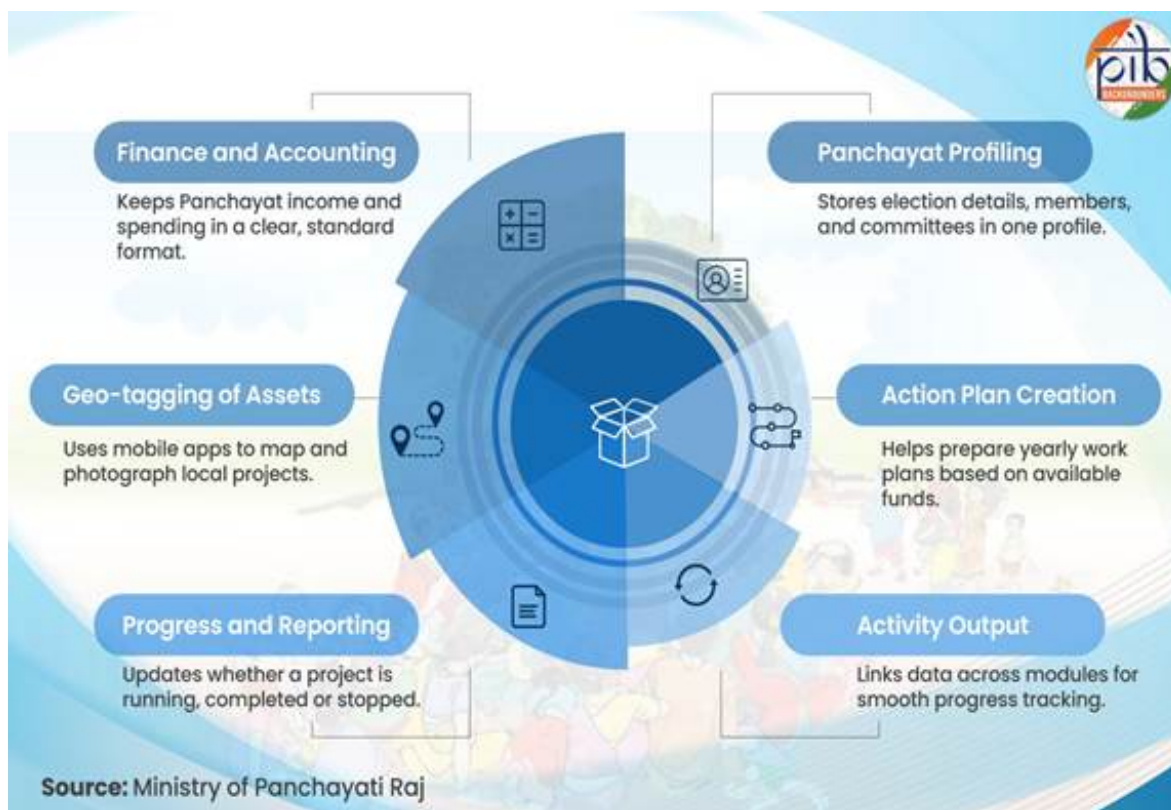 pib
BACKGROUNDERS
Finance and Accounting
Keeps Panchayat income and
spending in a clear, standard
format.
Panchayat Profiling
Stores election details, members,
and committees in one profile.
Geo-tagging of Assets
Uses mobile apps to map and
photograph local projects.
Action Plan Creation
Helps prepare yearly work
plans based on available
funds.
Progress and Reporting
Updates whether a project is
running, completed or stopped.
Activity Output
Links data across modules for
smooth progress tracking.
Source: Ministry of Panchayati Raj